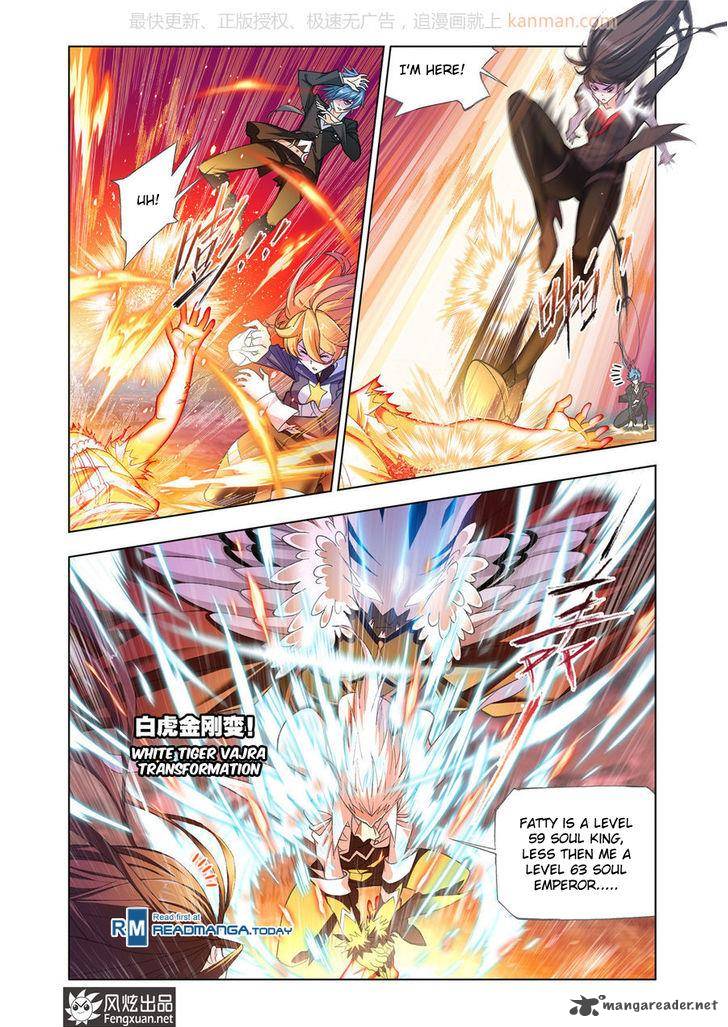 最快更新、正版授权、极速无广告，追漫画就上 kanman.com
UH!
I'M HERE!
白虎金刚变!
WHITE TIGER VAJRA
TRANSFORMATION
FATTY IS A LEVEL
59 SOUL KING,
LESS THEN ME A
LEVEL 63 SOUL
EMPEROR.....
RM
Read first at
READMANGA.TODAY
风炫出品
Fengxuan.net
mangareader.net